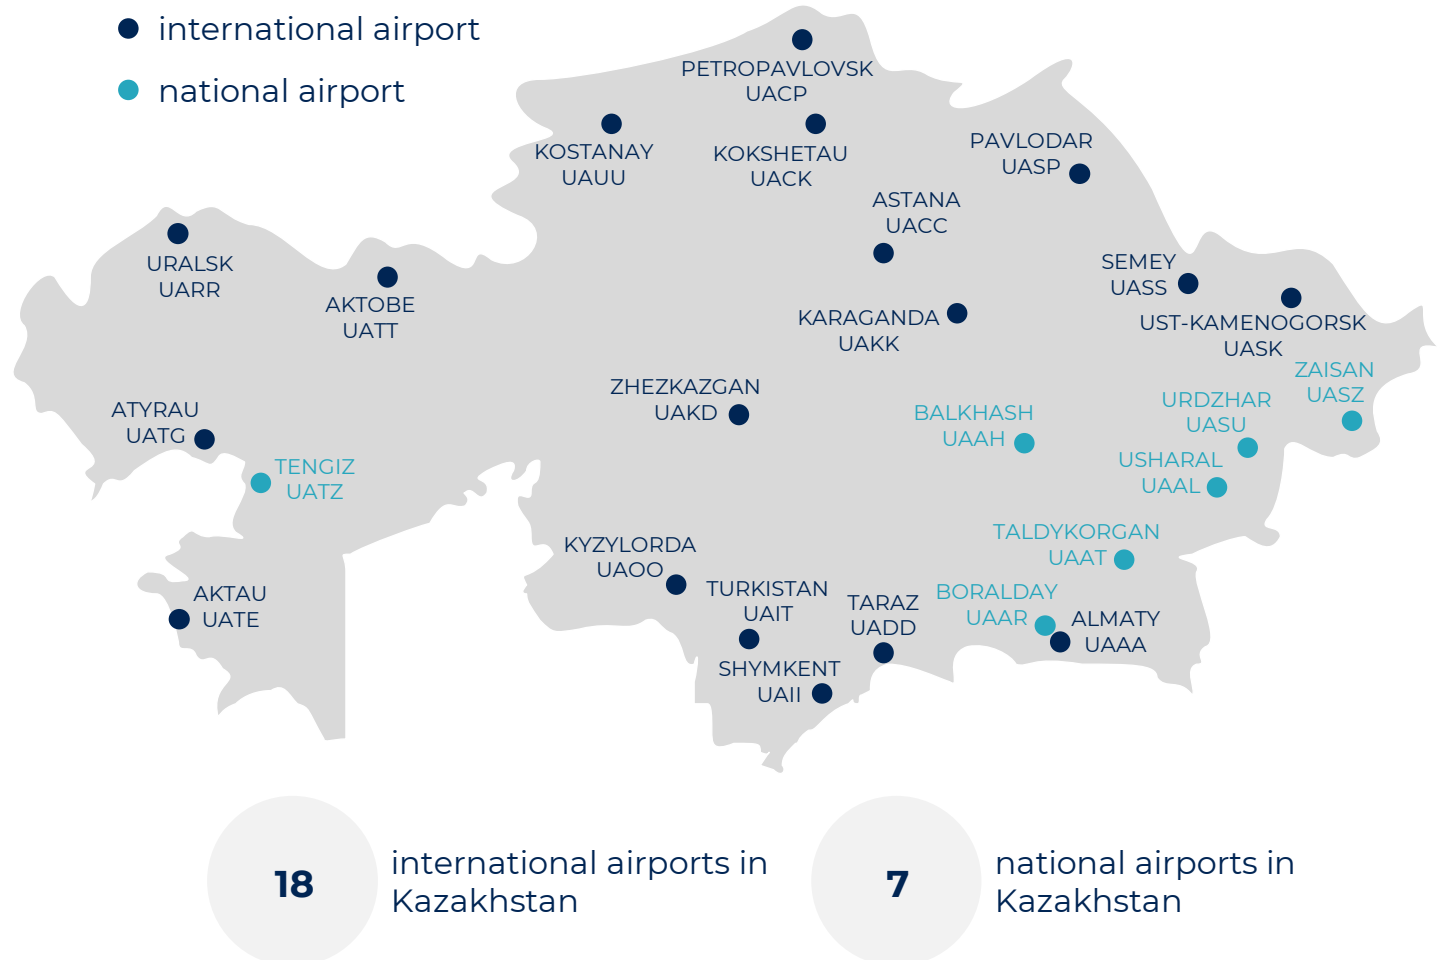 international airport
national airport
PETROPAVLOVSK
UACP
KOSTANAY
UAUU
KOKSHETAU
UACK
PAVLODAR
UASP
ASTANA
UACC
URALSK
UARR
AKTOBE
UATT
SEMEY
UASS
KARAGANDA
UAKK
UST-KAMENOGORSK
UASK
ZAISAN
UASZ
ZHEZKAZGAN
UAKD
BALKHASH
UAAH
URDZHAR
UASU
ATYRAU
UATG
TENGIZ
UATZ
USHARAL
UAAL
TALDYKORGAN
UAAT
KYZYLORDA
UAOO
TURKISTAN
UAIT
TARAZ
UADD
BORALDAY
UAAR
ALMATY
UAAA
AKTAU
UATE
SHYMKENT
UAII
18
international airports in
Kazakhstan
7
national airports in
Kazakhstan